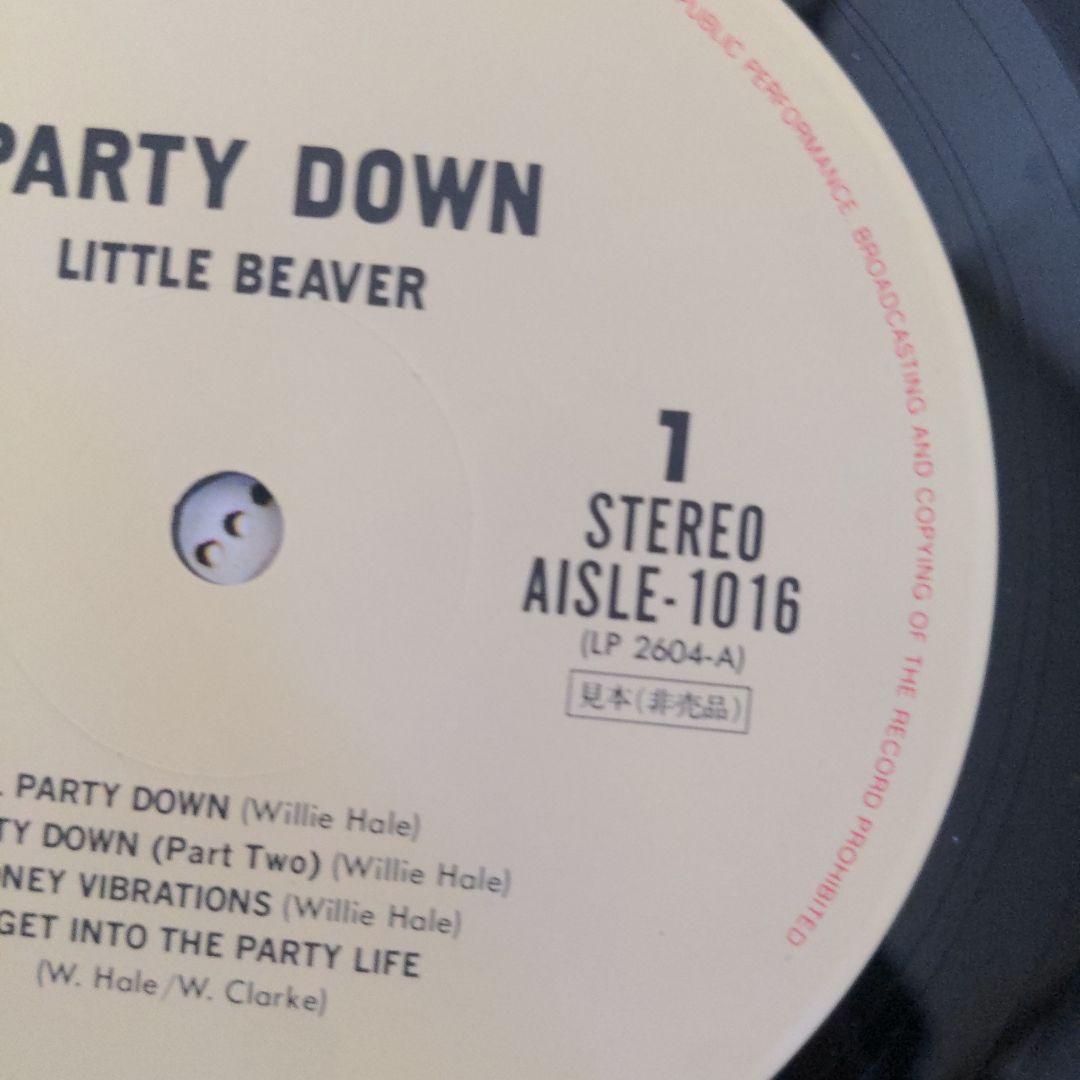 PARTY DOWN
LITTLE BEAVER
1
STEREO
AISLE-1016
(LP 2604-A)
見本(非売品)
PARTY DOWN (Willie Hale)
TY DOWN (Part Two) (Willie Hale)
NEY VIBRATIONS (Willie Hale)
GET INTO THE PARTY LIFE
(W. Hale/W. Clarke)
PUBLIC PERFORMANCE, BROADCASTING AND COPYING OF THE RECORD PROHIBITED